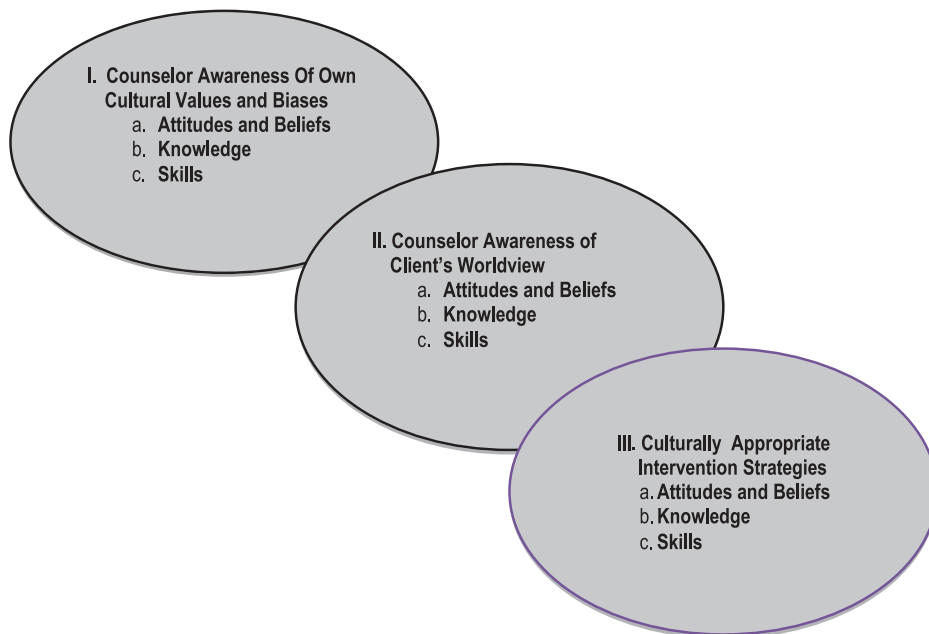 I. Counselor Awareness Of Own
Cultural Values and Biases
a. Attitudes and Beliefs
b. Knowledge
c. Skills
II. Counselor Awareness of
Client's Worldview
a. Attitudes and Beliefs
b. Knowledge
c. Skills
III. Culturally Appropriate
Intervention Strategies
a. Attitudes and Beliefs
b. Knowledge
c. Skills